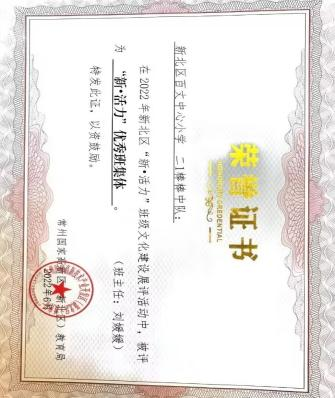 荣誉证书
HONORARY CREDENTIAL
新北区百丈中心小学 二1棒棒中队：
在2022年新北区“新·活力”班级文化建设展评活动中，被评
为“新·活力”优秀班集体。（班主任：刘媛媛）
特发此证，以资鼓励。
常州国家高新区（新北区）教育局
2022年6月